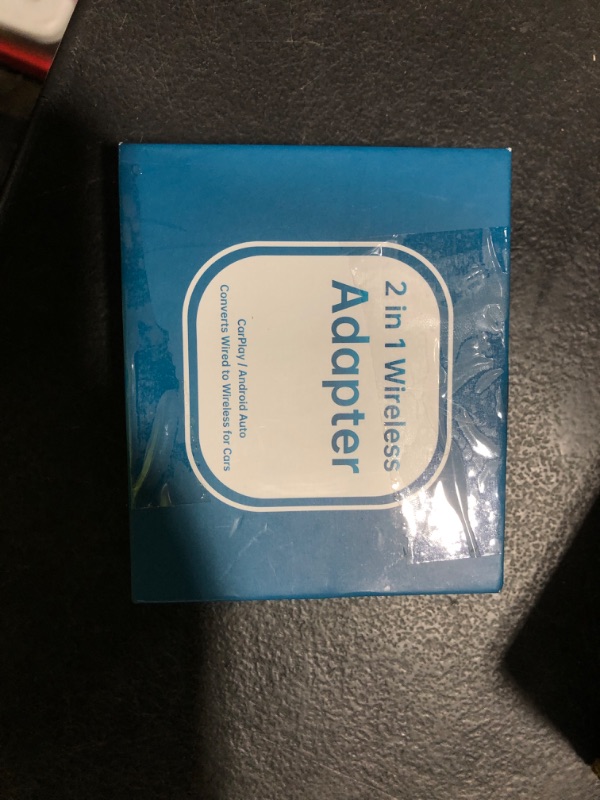 2 in 1 Wireless
Adapter
CarPlay / Android Auto
Converts Wired to Wireless for Cars